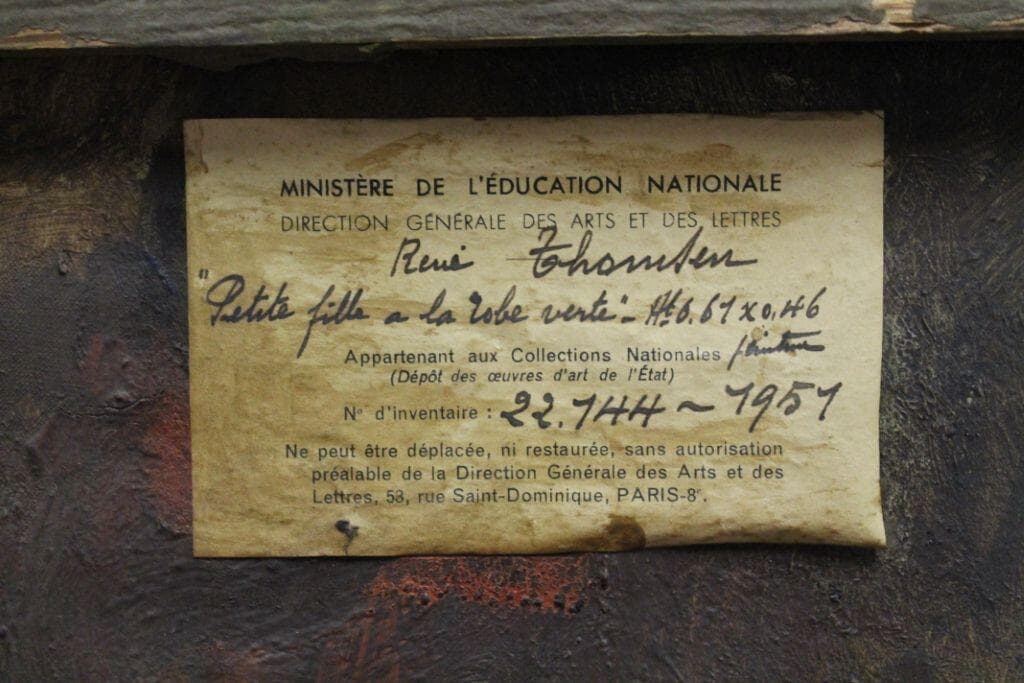 MINISTÈRE DE L'ÉDUCATION NATIONALE
DIRECTION GÉNÉRALE DES ARTS ET DES LETTRES
René Thomsen
"Petite fille a la robe verte" - Ht 0.61 x 0.46
Appartenant aux Collections Nationales peinture
(Dépôt des œuvres d'art de l'État)
N° d'inventaire : 22.144 ~ 1951
Ne peut être déplacée, ni restaurée, sans autorisation
préalable de la Direction Générale des Arts et des
Lettres, 53, rue Saint-Dominique, PARIS-8e.